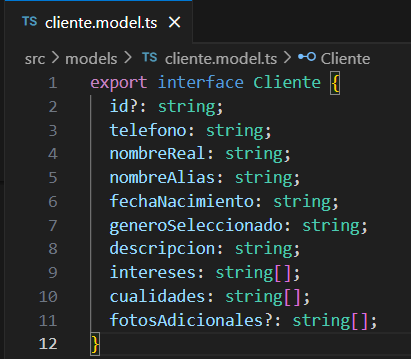 TS cliente.model.ts ×
src > models > TS cliente.model.ts > Cliente
1 export interface Cliente {
2 id?: string;
3 telefono: string;
4 nombreReal: string;
5 nombreAlias: string;
6 fechaNacimiento: string;
7 generoSeleccionado: string;
8 descripcion: string;
9 intereses: string[];
10 cualidades: string[];
11 fotosAdicionales?: string[];
12 }